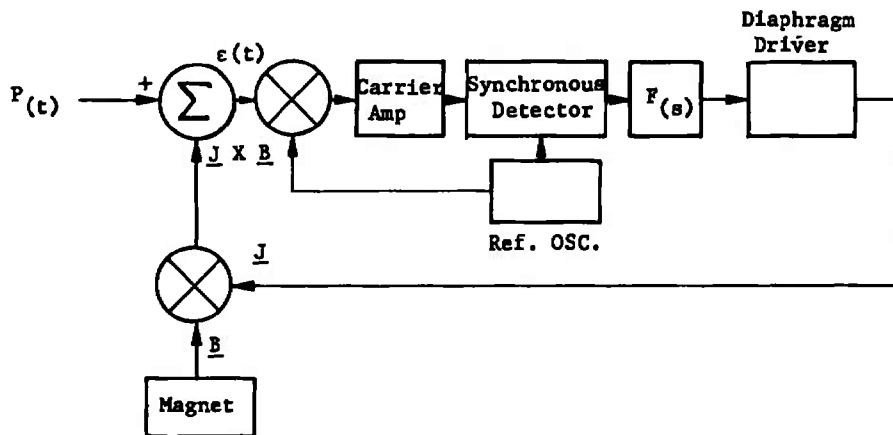 Diaphragm
Driver
ε(t)
P(t)
+
Σ
Carrier
Amp
Synchronous
Detector
F(s)
J X B
Ref. OSC.
J
B
Magnet